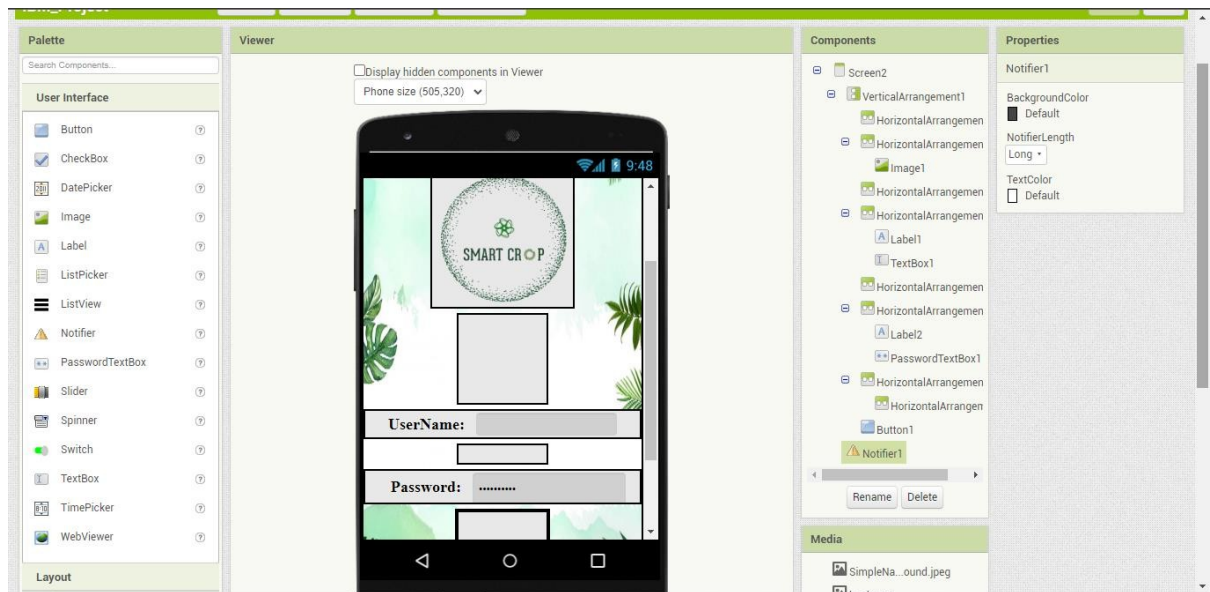 Palette
Search Components...
User Interface
Button
CheckBox
DatePicker
Image
Label
ListPicker
ListView
Notifier
PasswordTextBox
Slider
Spinner
Switch
TextBox
TimePicker
WebViewer
Layout
Viewer
Display hidden components in Viewer
Phone size (505,320)
9:48
SMART CROP
UserName:
Password:
Components
Screen2
VerticalArrangement1
HorizontalArrangemen
HorizontalArrangemen
Image1
HorizontalArrangemen
HorizontalArrangemen
Label1
TextBox1
HorizontalArrangemen
HorizontalArrangemen
Label2
PasswordTextBox1
HorizontalArrangemen
HorizontalArrangen
Button1
Notifier1
Rename Delete
Media
SimpleNa...ound.jpeg
Properties
Notifier1
BackgroundColor
Default
NotifierLength
Long
TextColor
Default